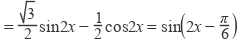 = √3/2 sin2x − 1/2 cos2x = sin(2x − π/6)